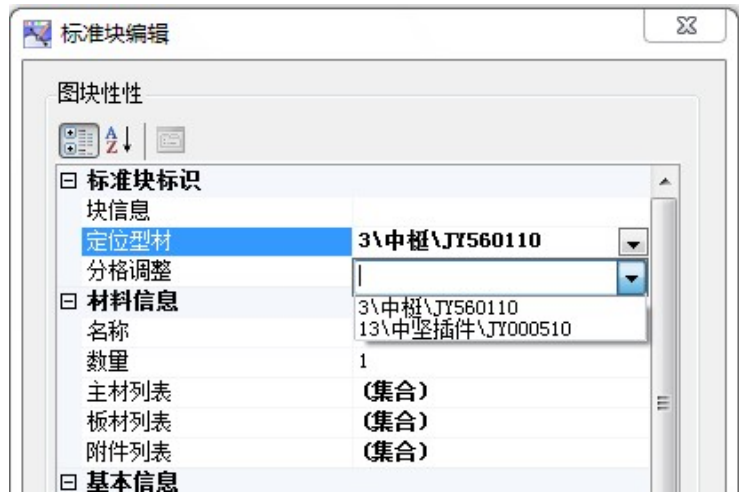 标准块编辑
图块性性
标准块标识
块信息
定位型材 3\中梃\JY560110
分格调整
3\中梃\JY560110
13\中坚插件\JY000510
材料信息
名称
数量 1
主材列表 (集合)
板材列表 (集合)
附件列表 (集合)
基本信息